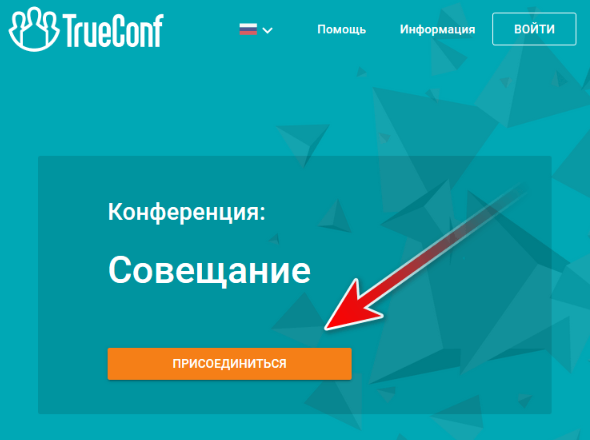 TrueConf
Помощь
Информация
ВОЙТИ
Конференция:
Совещание
ПРИСОЕДИНИТЬСЯ